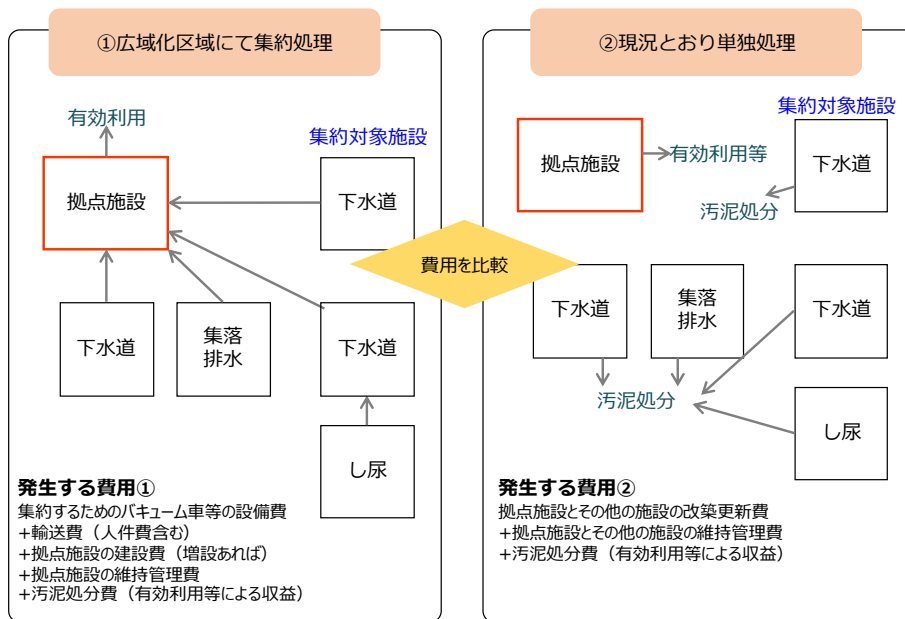 ①広域化区域にて集約処理
有効利用
集約対象施設
拠点施設
下水道
下水道
集落
排水
下水道
し尿
発生する費用①
集約するためのバキューム車等の設備費
+輸送費（人件費含む）
+拠点施設の建設費（増設あれば）
+拠点施設の維持管理費
+汚泥処分費（有効利用等による収益）
費用を比較
②現況とおり単独処理
集約対象施設
拠点施設
有効利用等
下水道
汚泥処分
下水道
集落
排水
下水道
汚泥処分
し尿
発生する費用②
拠点施設とその他の施設の改築更新費
+拠点施設とその他の施設の維持管理費
+汚泥処分費（有効利用等による収益）